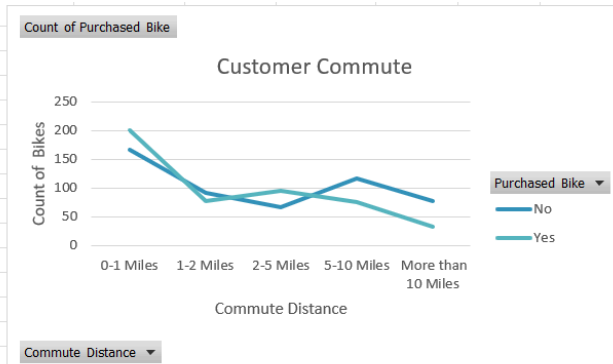 Count of Purchased Bike
Customer Commute
Count of Bikes
250
200
150
100
50
0
0-1 Miles
1-2 Miles
2-5 Miles
5-10 Miles
More than
10 Miles
Commute Distance
Purchased Bike
No
Yes
Commute Distance